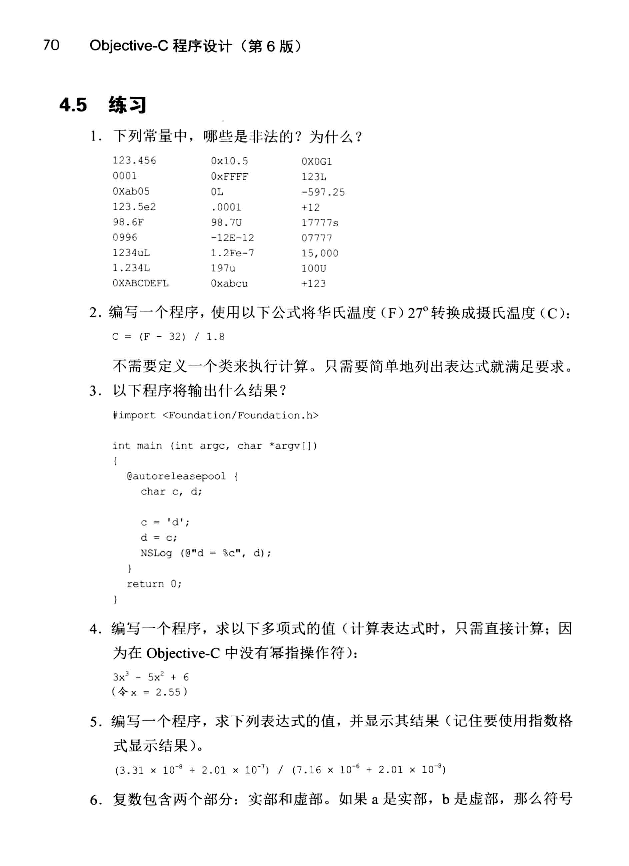 70 Objective-C 程序设计（第 6 版）
4.5 练习
1. 下列常量中，哪些是非法的？为什么？
123.456 0x10.5 0X0G1
0001 0xFFFF 123L
0Xab05 0L -597.25
123.5e2 .0001 +12
98.6F 98.7U 17777s
0996 -12E-12 07777
1234uL 1.2Fe-7 15,000
1.234L 197u 100U
0XABCDEFL 0xabcu +123
2. 编写一个程序，使用以下公式将华氏温度（F）27°转换成摄氏温度（C）：
C = (F - 32) / 1.8
不需要定义一个类来执行计算。只需要简单地列出表达式就满足要求。
3. 以下程序将输出什么结果？
#import <Foundation/Foundation.h>
int main (int argc, char *argv[])
{
@autoreleasepool {
char c, d;
c = 'd';
d = c;
NSLog (@"d = %c", d);
}
return 0;
}
4. 编写一个程序，求以下多项式的值（计算表达式时，只需直接计算；因
为在 Objective-C 中没有幂指操作符）：
3x³ - 5x² + 6
(令 x = 2.55)
5. 编写一个程序，求下列表达式的值，并显示其结果（记住要使用指数格
式显示结果）。
(3.31 × 10⁻⁸ + 2.01 × 10⁻⁷) / (7.16 × 10⁻⁶ + 2.01 × 10⁻⁸)
6. 复数包含两个部分：实部和虚部。如果 a 是实部，b 是虚部，那么符号